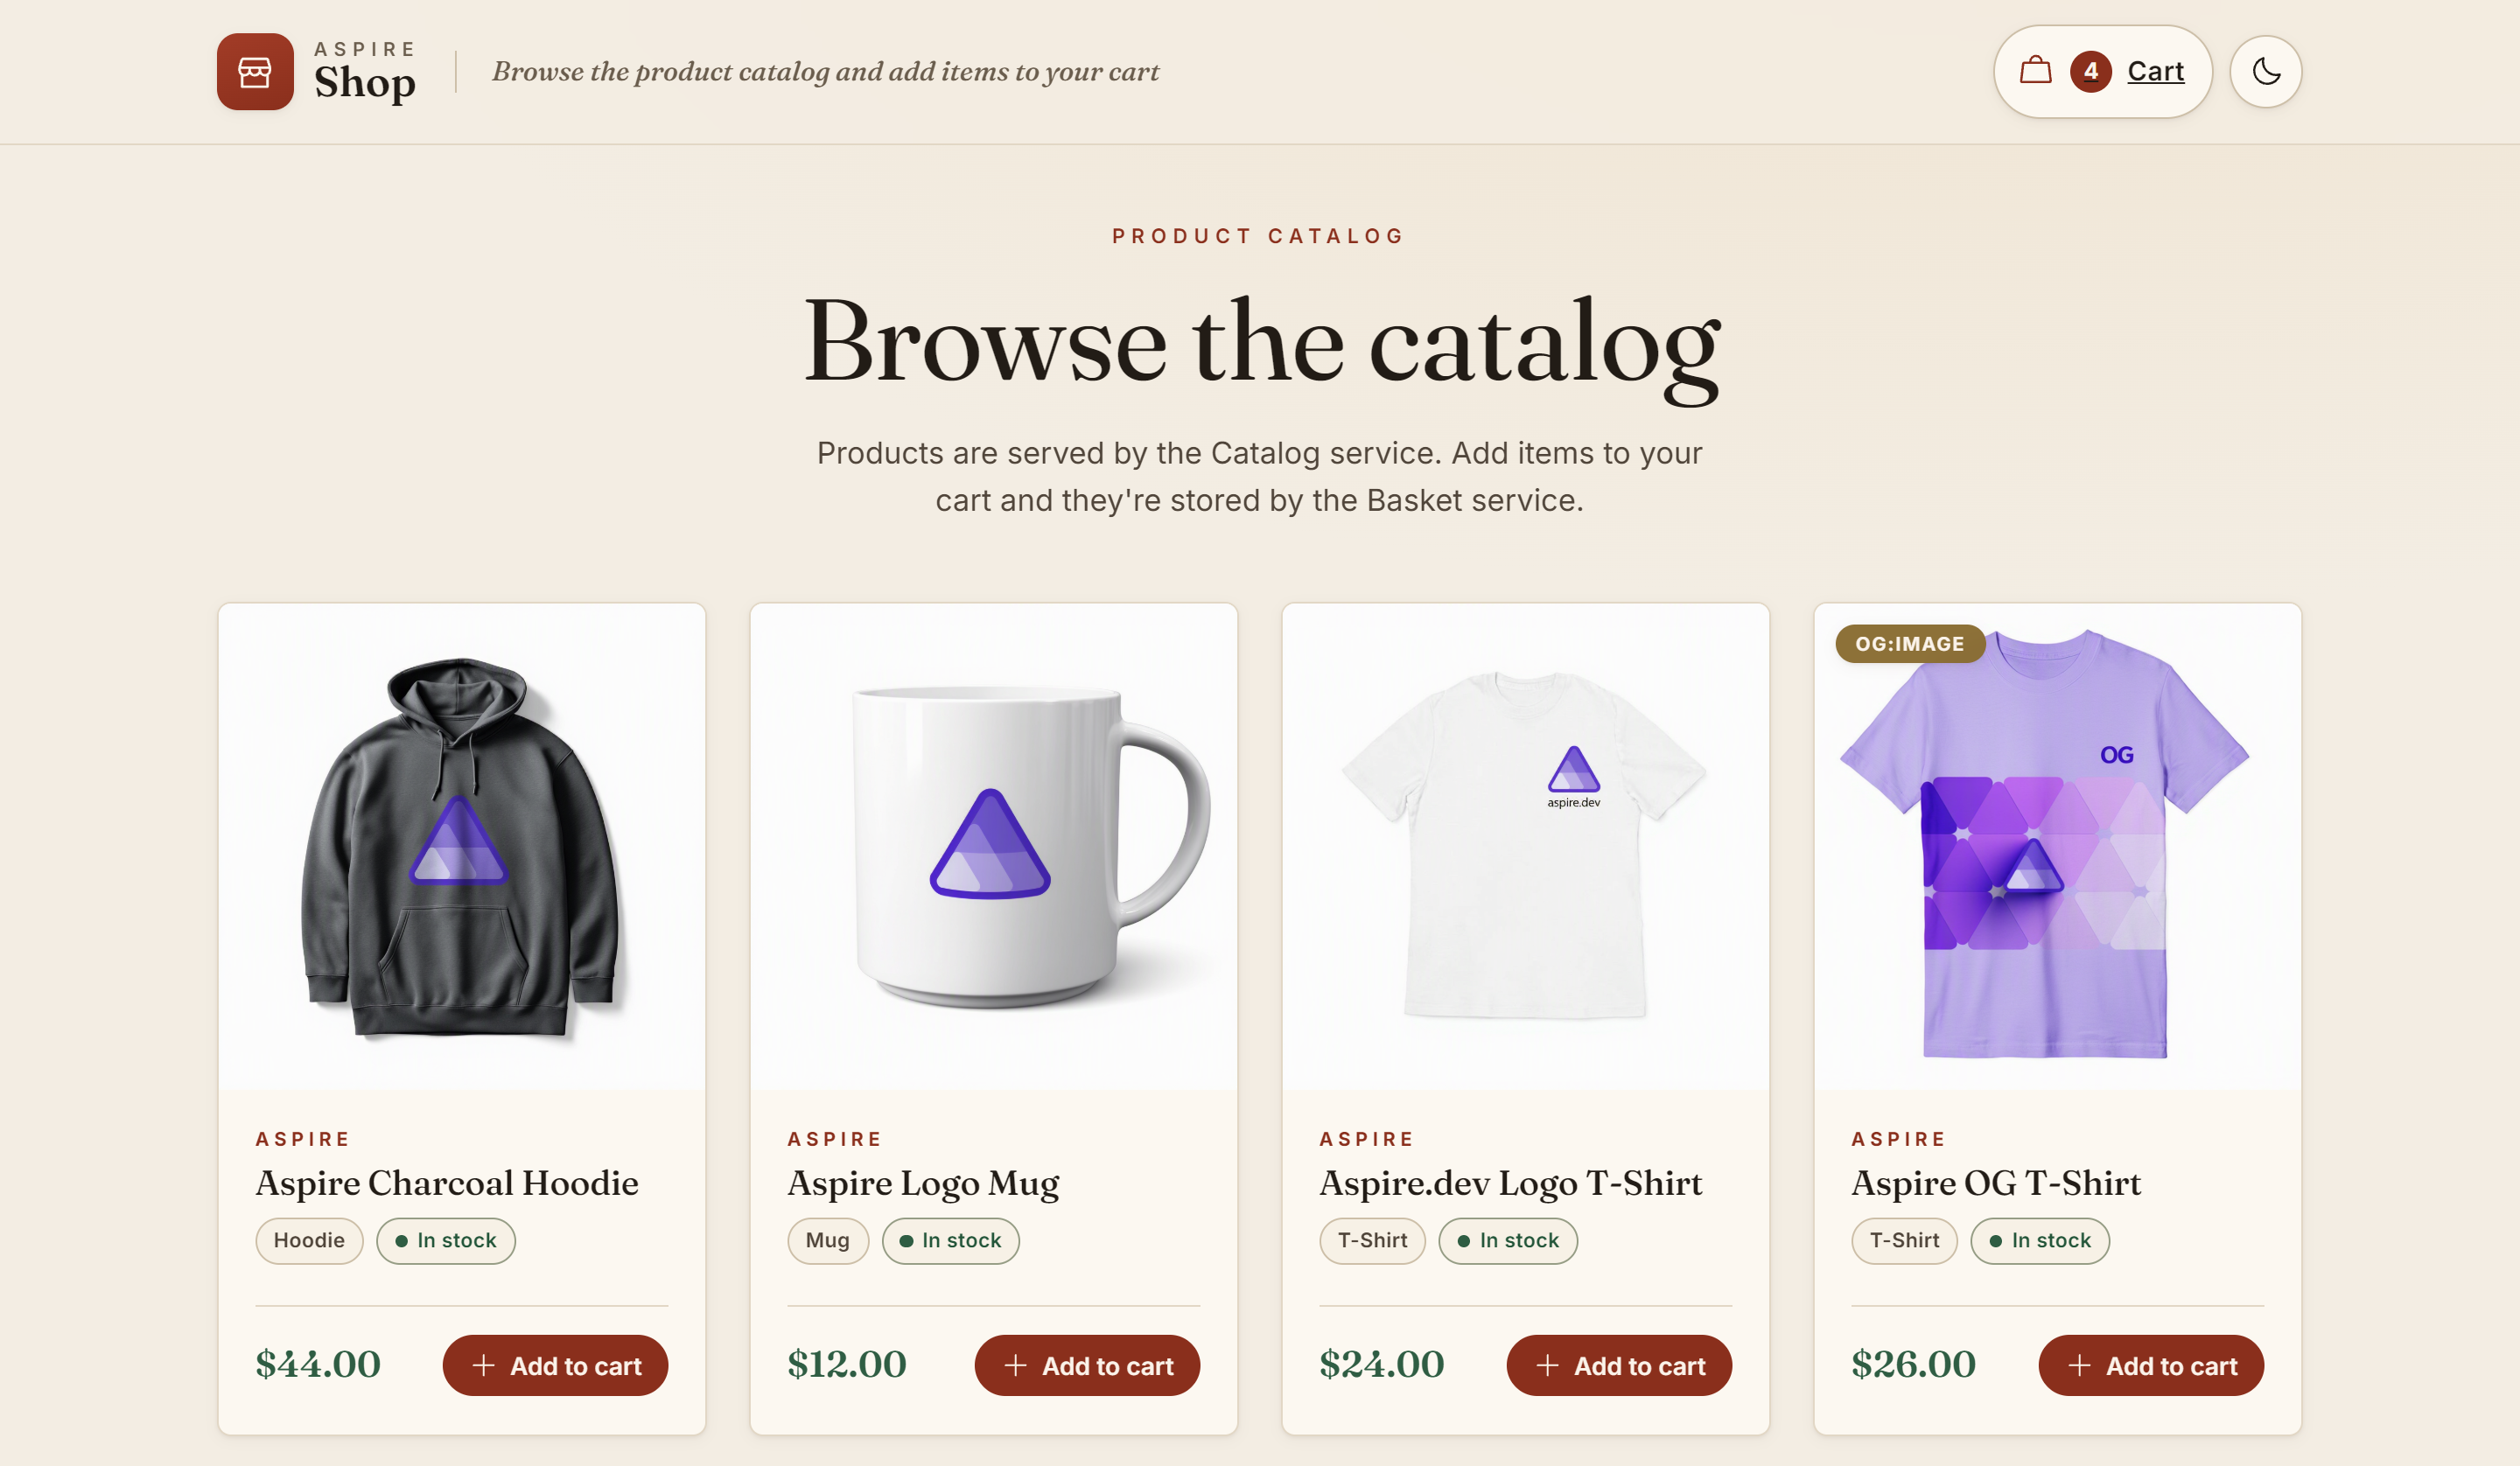 ASPIRE
Shop
Browse the product catalog and add items to your cart
4 Cart
PRODUCT CATALOG
Browse the catalog
Products are served by the Catalog service. Add items to your
cart and they're stored by the Basket service.
aspire.dev
OG:IMAGE
OG
ASPIRE
Aspire Charcoal Hoodie
Hoodie
In stock
$44.00
Add to cart
ASPIRE
Aspire Logo Mug
Mug
In stock
$12.00
Add to cart
ASPIRE
Aspire.dev Logo T-Shirt
T-Shirt
In stock
$24.00
Add to cart
ASPIRE
Aspire OG T-Shirt
T-Shirt
In stock
$26.00
Add to cart